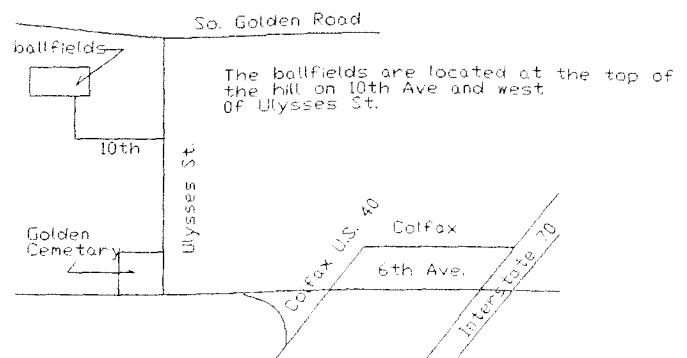 So. Golden Road
ballfields
The ballfields are located at the top of
the hill on 10th Ave and west
Of Ulysses St.
10th
Ulysses St.
Golden
Cemetary
Colfax U.S. 40
Colfax
6th Ave.
Interstate 70